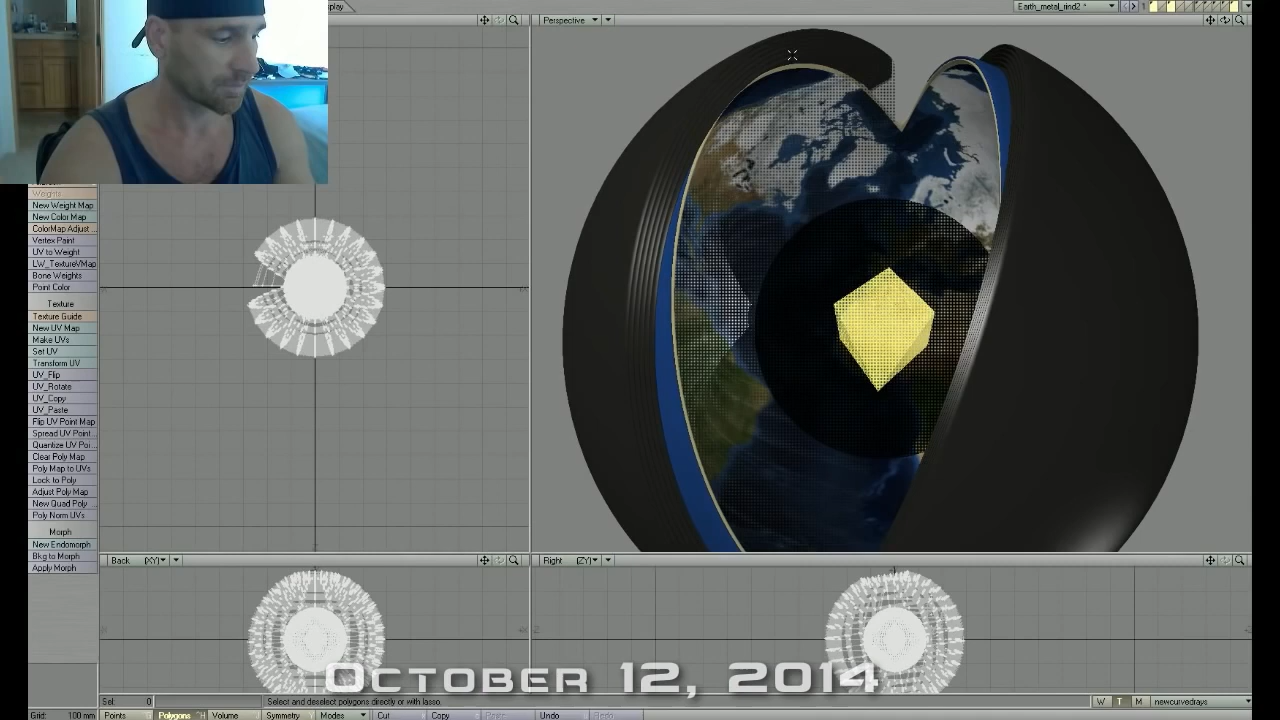 play
Earth_metal_rind2 *
1
Perspective
Weights
New Weight Map
New Color Map
ColorMap Adjust...
Vertex Paint
UV to Weight
LW_TextureVMap
Bone Weights
Point Color
Texture
Texture Guide
New UV Map
Make UVs
Set UV
Transform UV
UV_Flip
UV_Rotate
UV_Copy
UV_Paste
Flip UV Point Map
Spread UV Point...
Quantize UV Poi...
Clear Poly Map
Poly Map to UVs
Lock to Poly
Adjust Poly Map
New Quad Poly...
Poly Norm UVs
Morph
New Endomorph
Bkg to Morph
Apply Morph
Back (XY)
Right (ZY)
October 12, 2014
Sel: 0
Select and deselect polygons directly or with lasso.
W T M newcurvedrays
Grid: 100 mm
Points Polygons Volume Symmetry Modes Cut Copy Paste Undo Redo